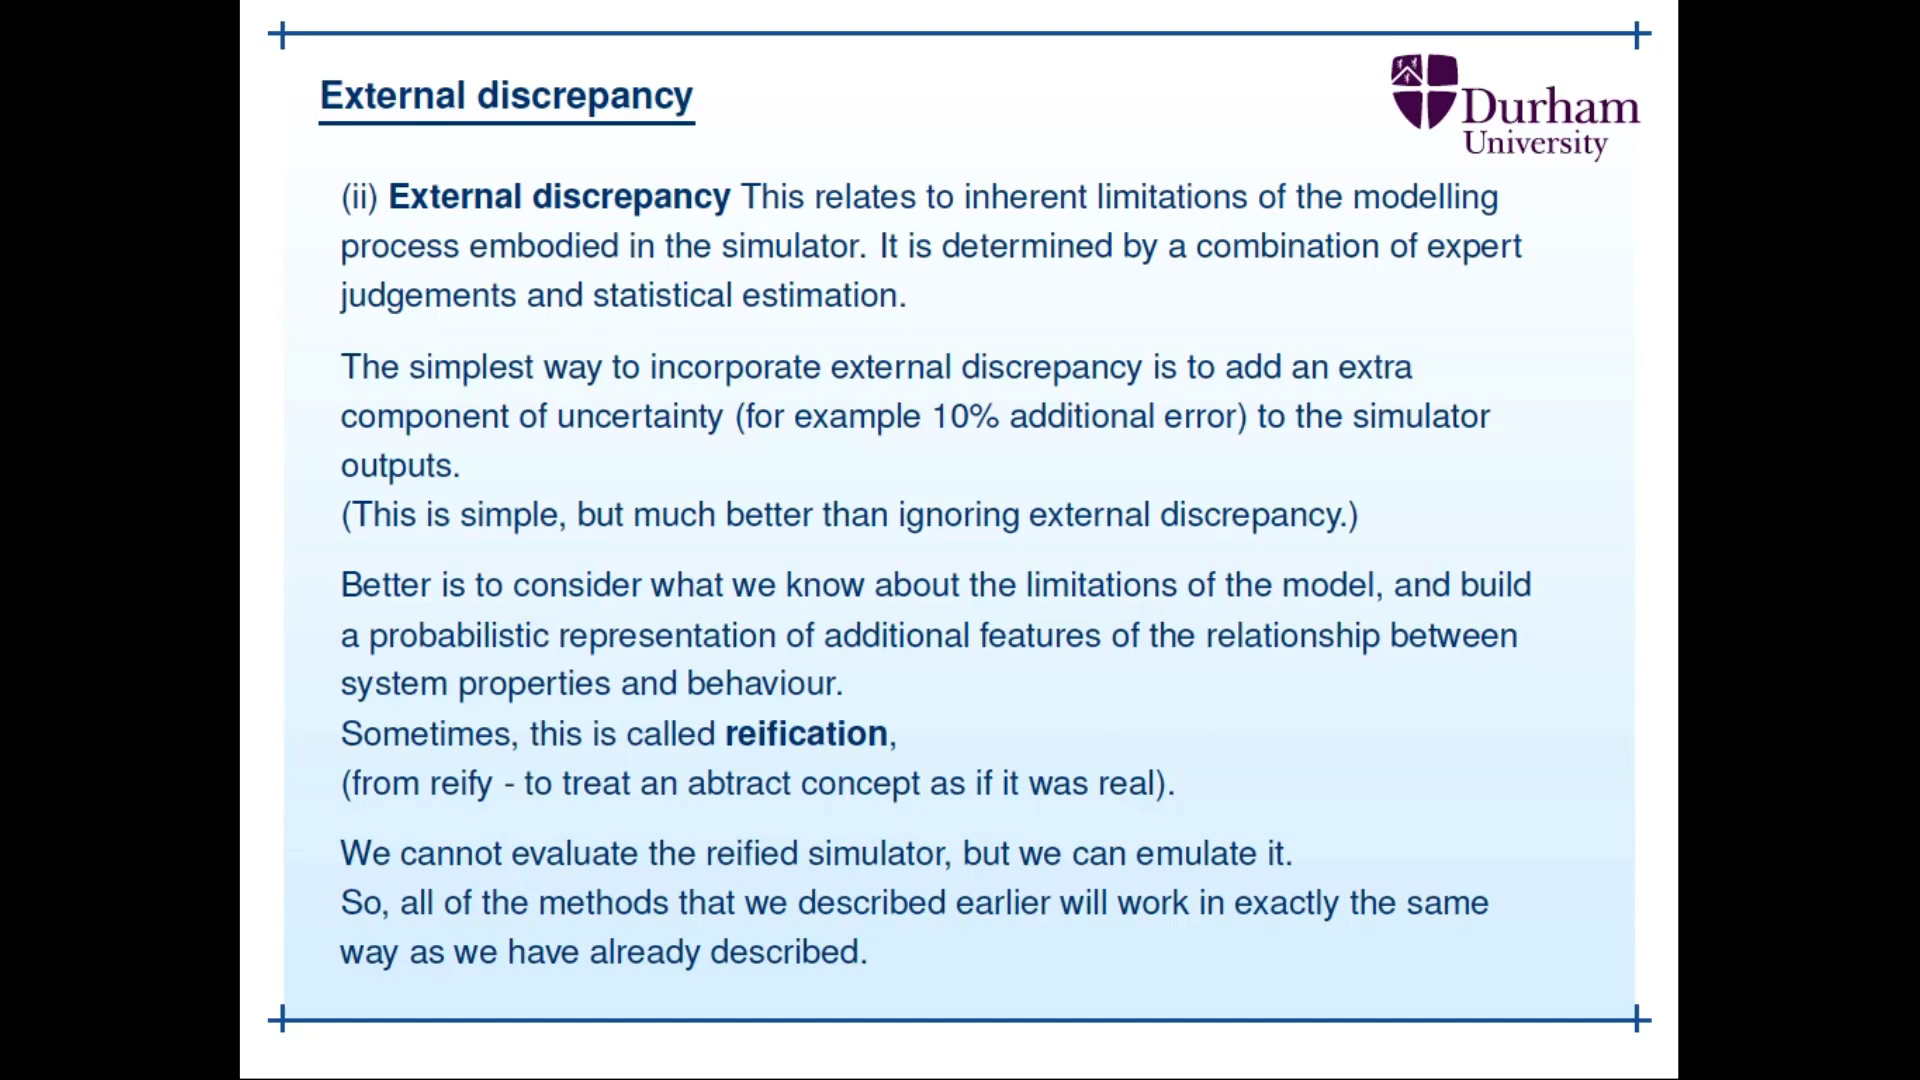 External discrepancy
Durham
University
(ii) External discrepancy This relates to inherent limitations of the modelling
process embodied in the simulator. It is determined by a combination of expert
judgements and statistical estimation.
The simplest way to incorporate external discrepancy is to add an extra
component of uncertainty (for example 10% additional error) to the simulator
outputs.
(This is simple, but much better than ignoring external discrepancy.)
Better is to consider what we know about the limitations of the model, and build
a probabilistic representation of additional features of the relationship between
system properties and behaviour.
Sometimes, this is called reification,
(from reify - to treat an abtract concept as if it was real).
We cannot evaluate the reified simulator, but we can emulate it.
So, all of the methods that we described earlier will work in exactly the same
way as we have already described.